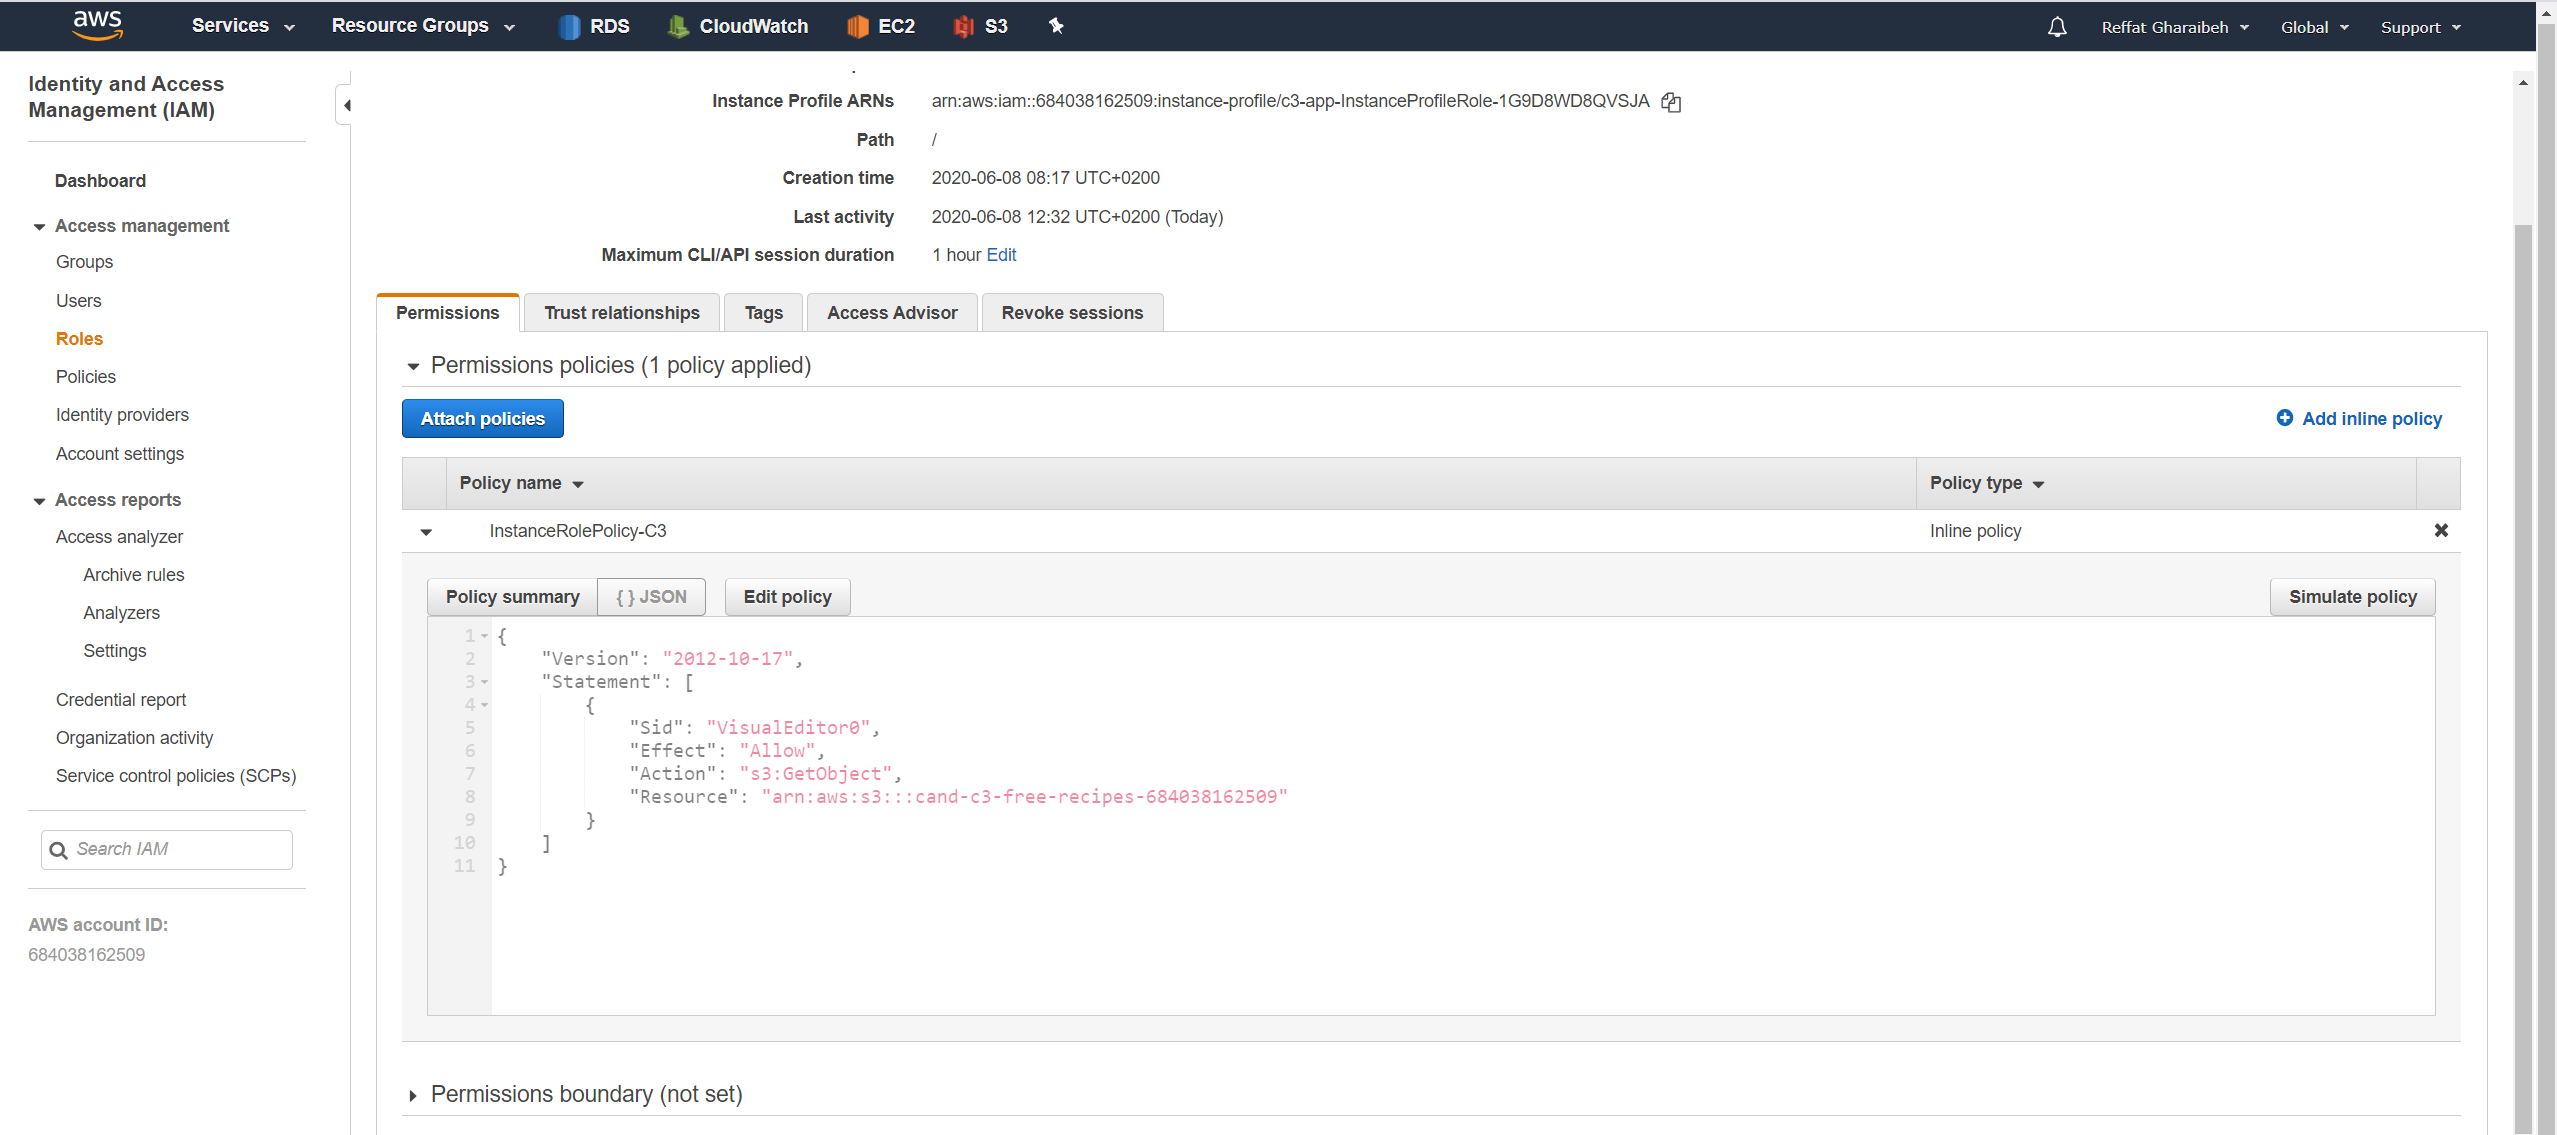 aws Services Resource Groups RDS CloudWatch EC2 S3 Reffat Gharaibeh Global Support
Identity and Access
Management (IAM)
Dashboard
Access management
Groups
Users
Roles
Policies
Identity providers
Account settings
Access reports
Access analyzer
Archive rules
Analyzers
Settings
Credential report
Organization activity
Service control policies (SCPs)
Search IAM
AWS account ID:
684038162509
Instance Profile ARNs arn:aws:iam::684038162509:instance-profile/c3-app-InstanceProfileRole-1G9D8WD8QVSJA
Path /
Creation time 2020-06-08 08:17 UTC+0200
Last activity 2020-06-08 12:32 UTC+0200 (Today)
Maximum CLI/API session duration 1 hour Edit
Permissions Trust relationships Tags Access Advisor Revoke sessions
Permissions policies (1 policy applied)
Attach policies Add inline policy
Policy name Policy type
InstanceRolePolicy-C3 Inline policy
Policy summary { } JSON Edit policy Simulate policy
1 {
2 "Version": "2012-10-17",
3 "Statement": [
4 {
5 "Sid": "VisualEditor0",
6 "Effect": "Allow",
7 "Action": "s3:GetObject",
8 "Resource": "arn:aws:s3:::cand-c3-free-recipes-684038162509"
9 }
10 ]
11 }
Permissions boundary (not set)